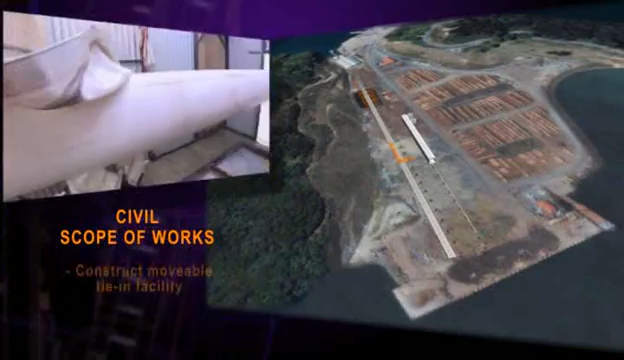 CIVIL
SCOPE OF WORKS
- Construct moveable
tie-in facility